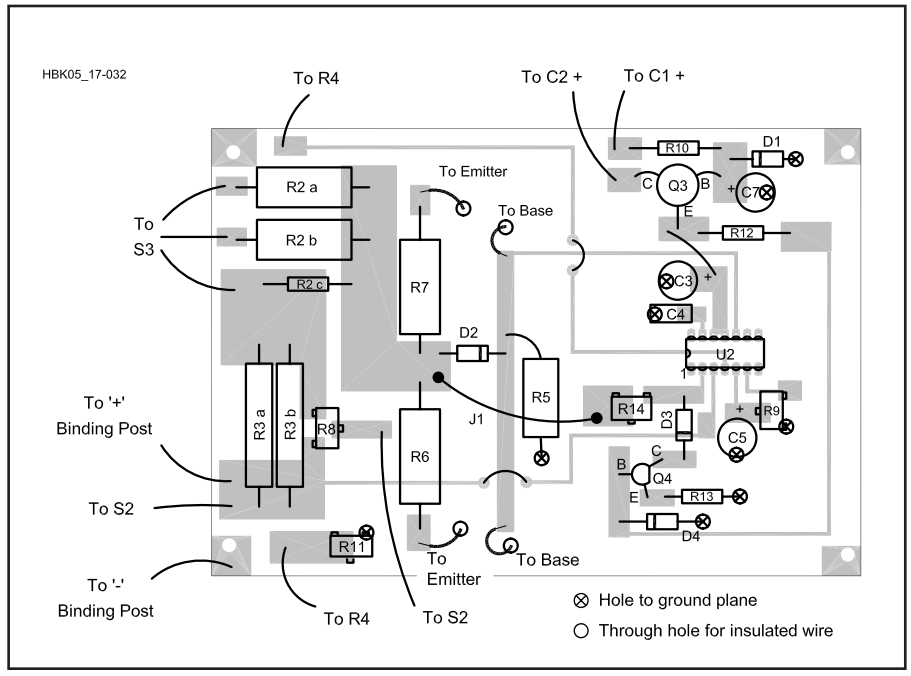 HBK05_17-032
To R4
To C2 +
To C1 +
R10
D1
To Emitter
C
Q3
B
+
C7
R2 a
To Base
E
R12
To
S3
R2 b
R2 c
R7
C3
+
C4
D2
U2
1
R5
To '+'
Binding Post
R3 a
R3 b
R8
J1
R14
D3
+
R9
C5
R6
C
B
Q4
E
R13
To S2
D4
R11
To
Emitter
To Base
To '-'
Binding Post
To R4
To S2
Hole to ground plane
Through hole for insulated wire